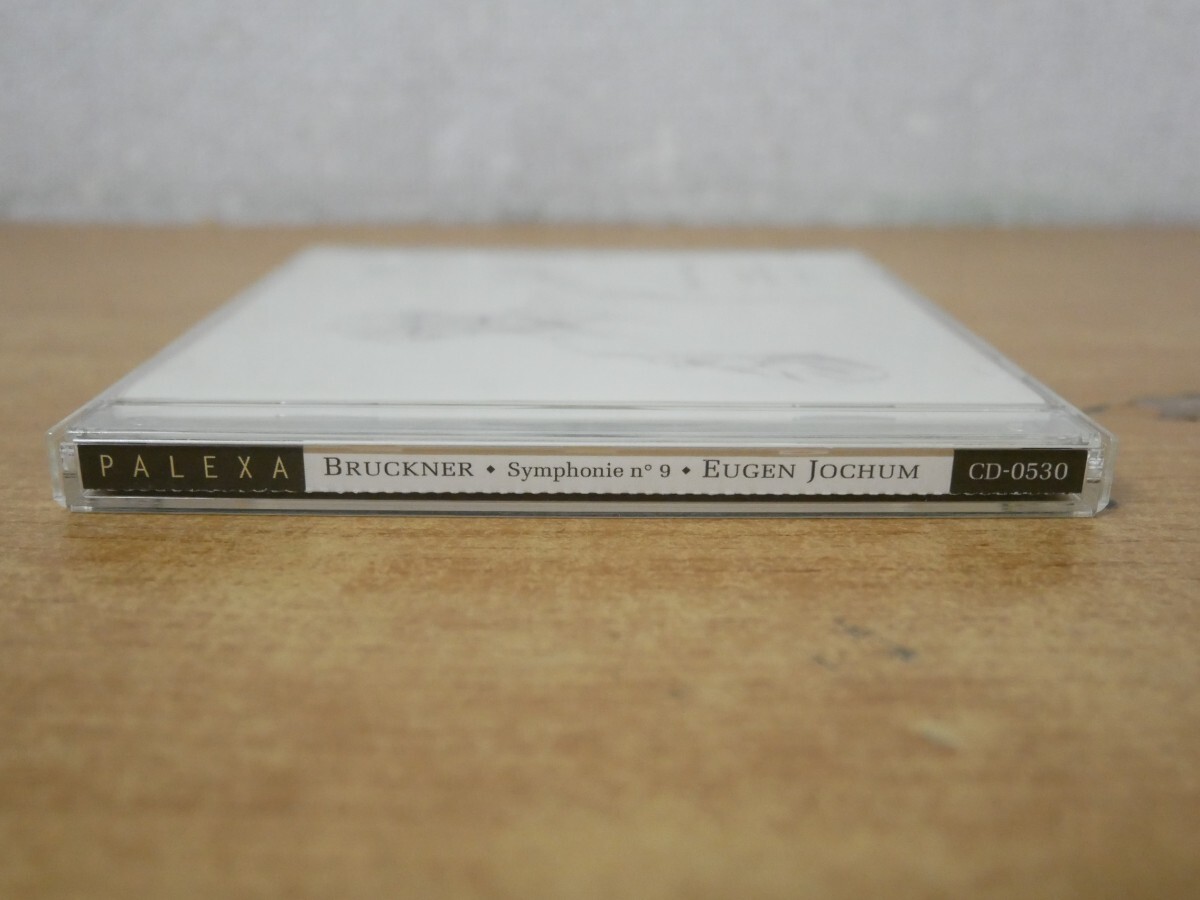 PALEXA BRUCKNER ◆ Symphonie n° 9 ◆ EUGEN JOCHUM CD-0530